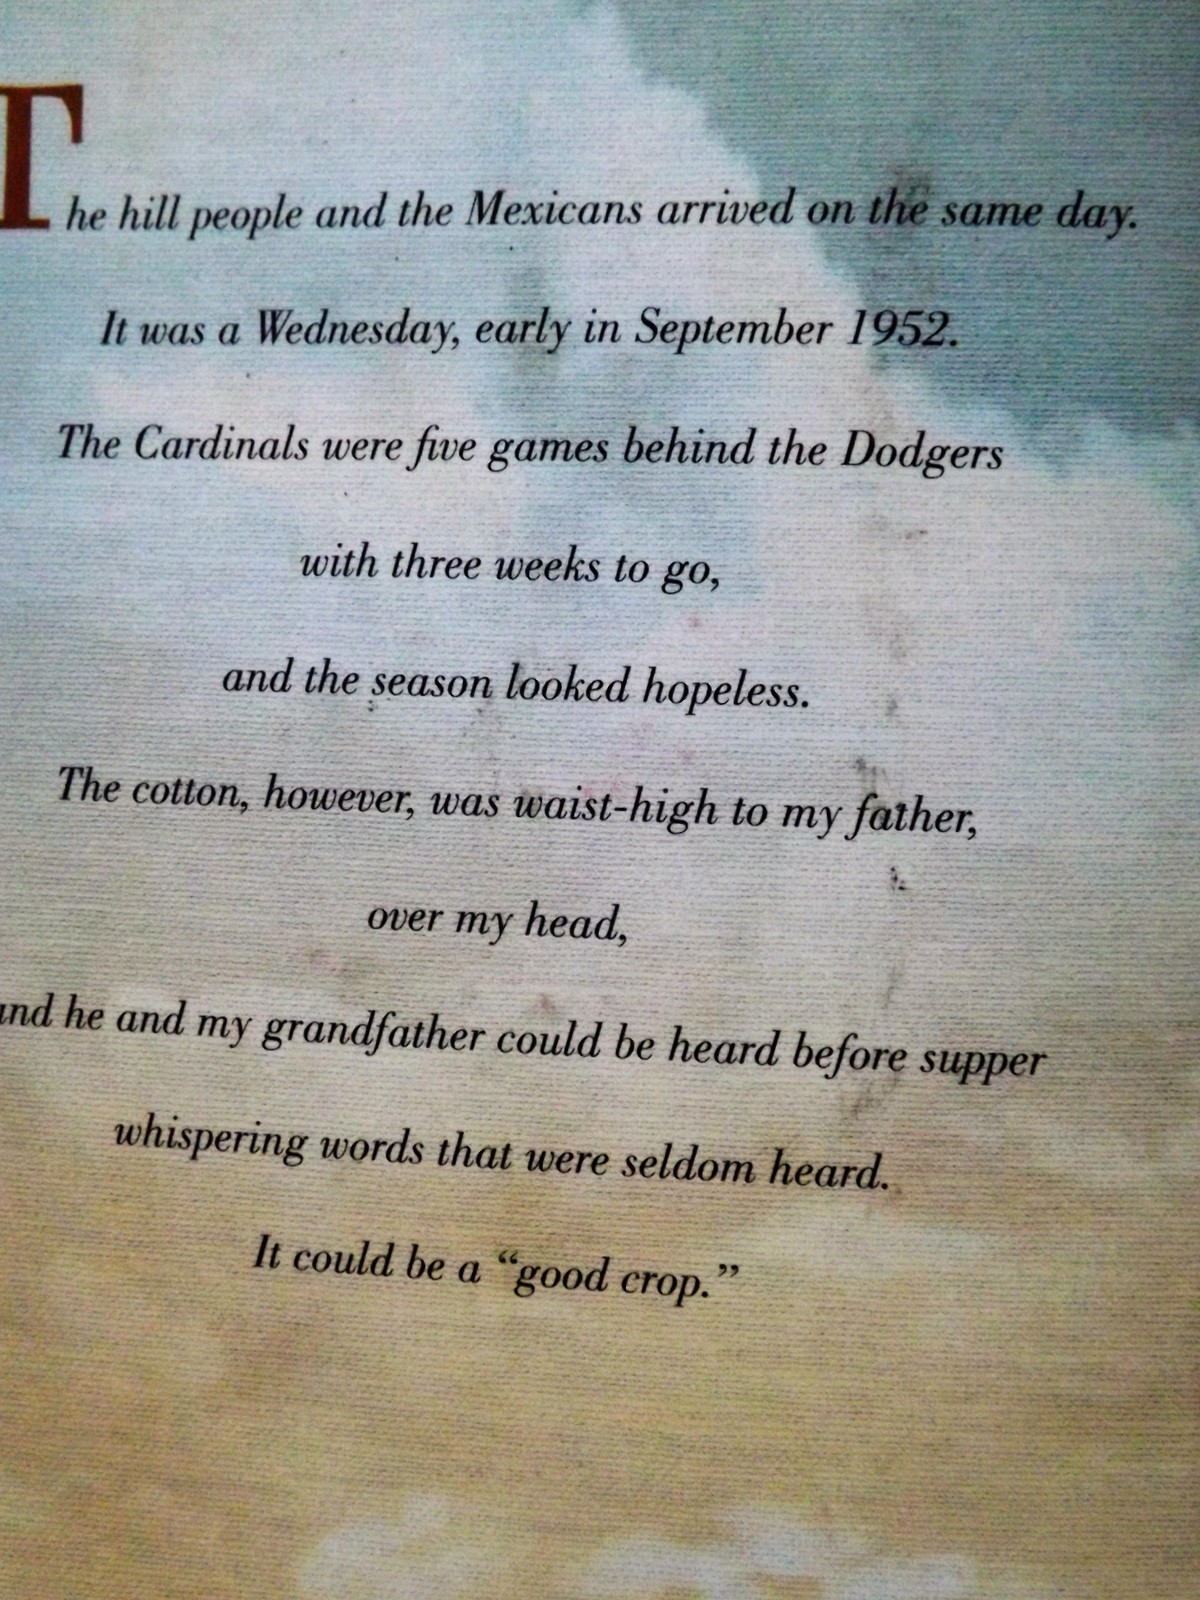 The hill people and the Mexicans arrived on the same day.
It was a Wednesday, early in September 1952.
The Cardinals were five games behind the Dodgers
with three weeks to go,
and the season looked hopeless.
The cotton, however, was waist-high to my father,
over my head,
and he and my grandfather could be heard before supper
whispering words that were seldom heard.
It could be a “good crop.”